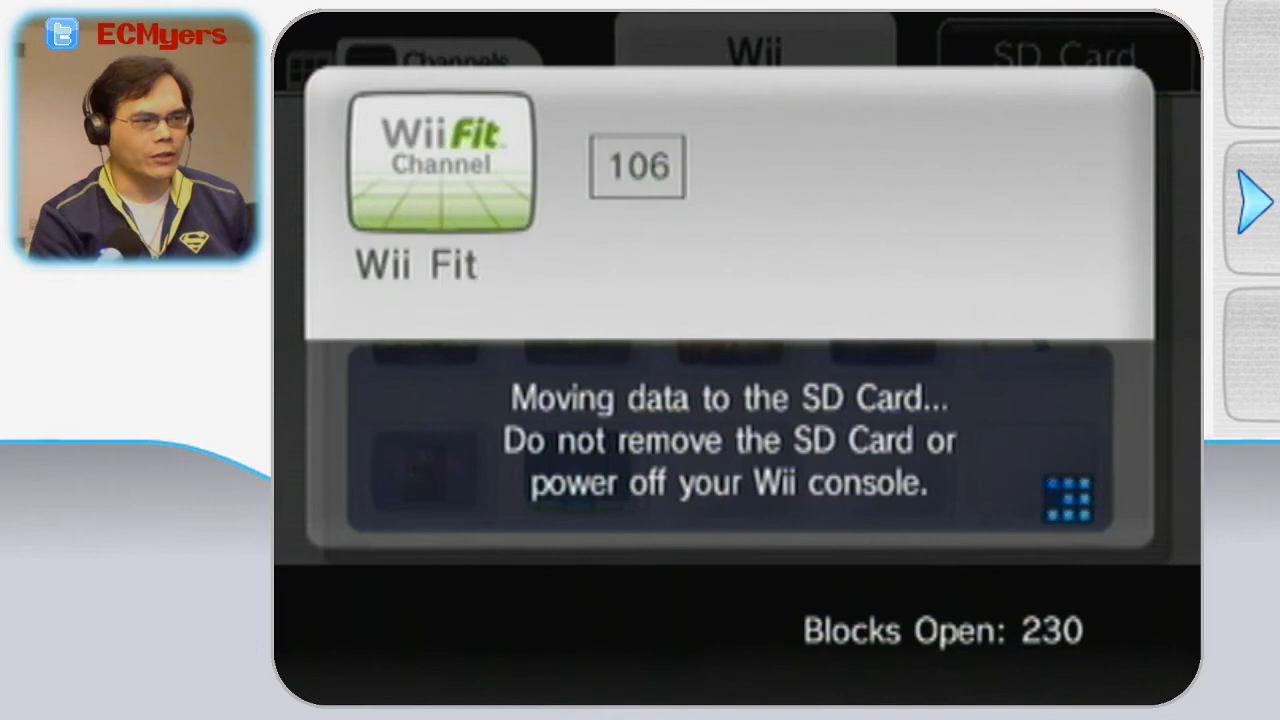 ECMyers
Channels
Wii
SD Card
Wii Fit
Channel
106
Wii Fit
Moving data to the SD Card...
Do not remove the SD Card or
power off your Wii console.
Blocks Open: 230